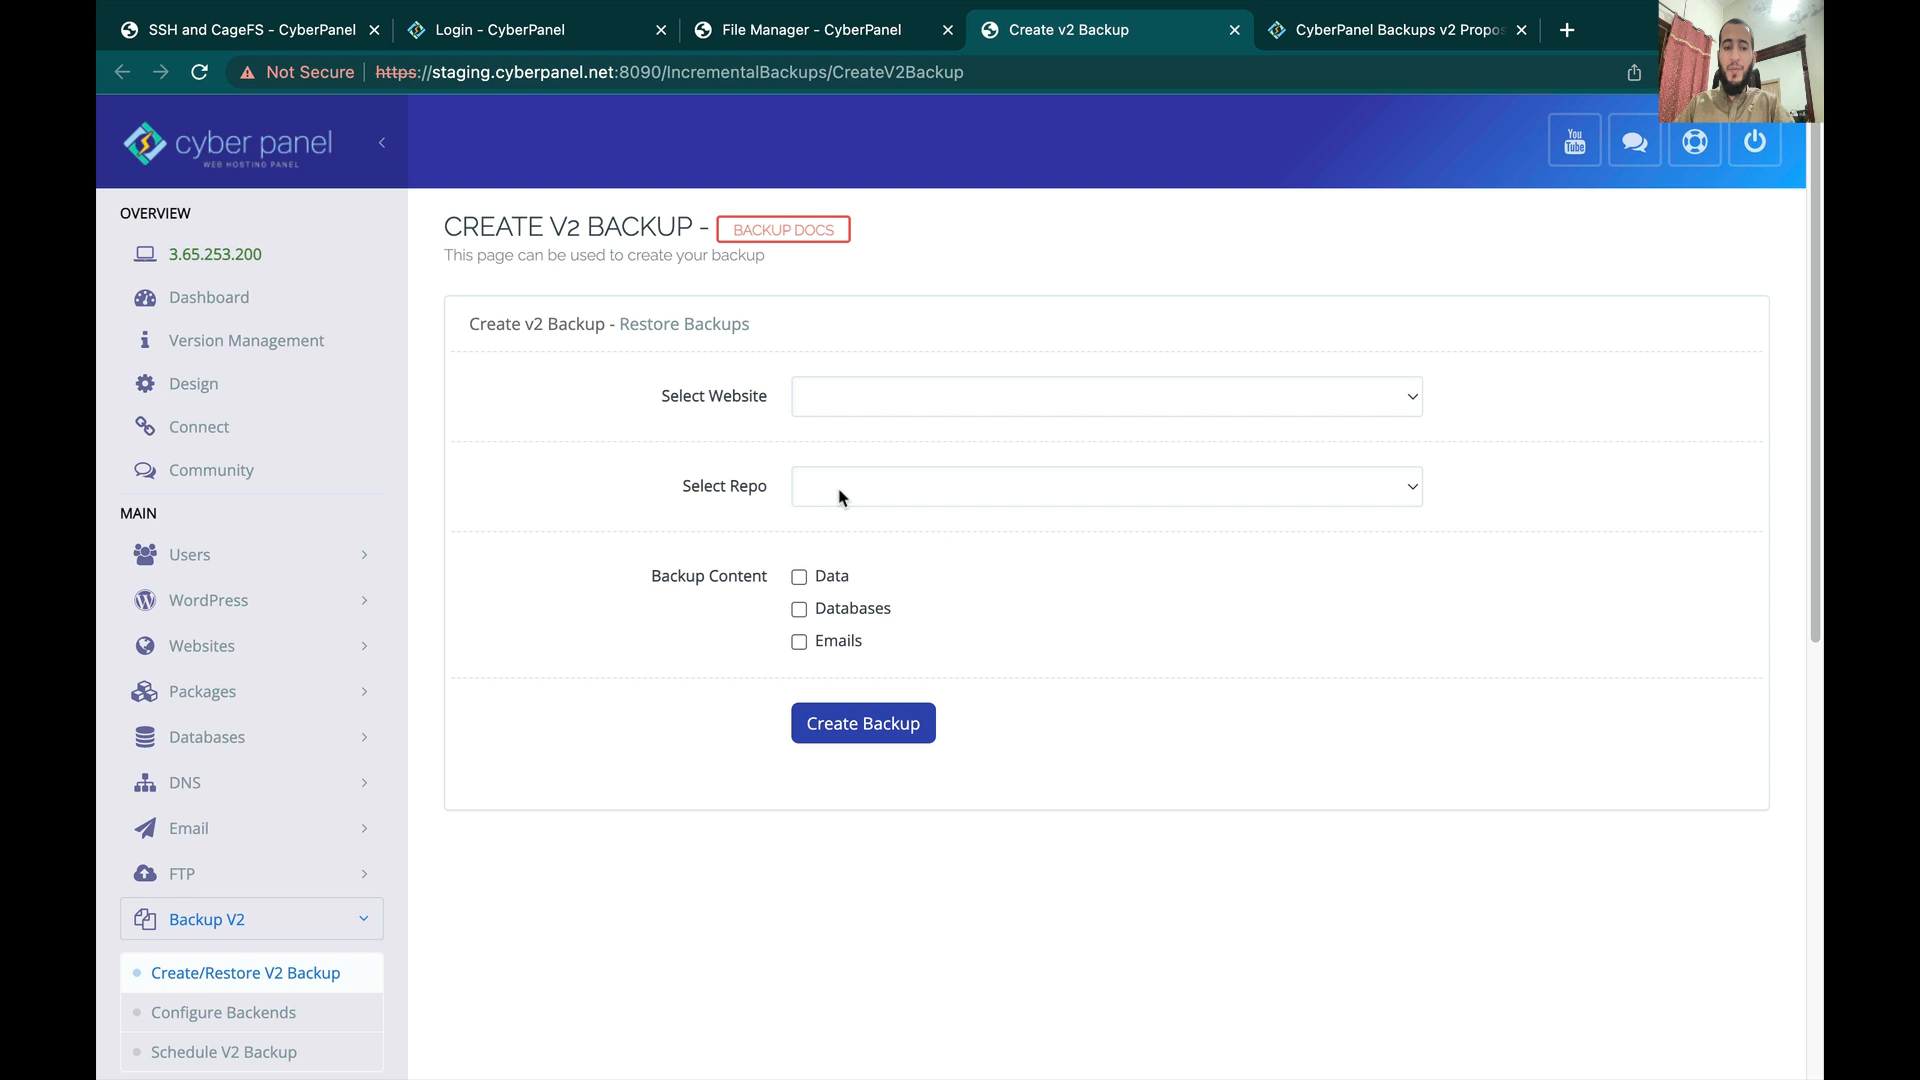 SSH and CageFS - CyberPanel
Login - CyberPanel
File Manager - CyberPanel
Create v2 Backup
CyberPanel Backups v2 Propos
Not Secure
https://staging.cyberpanel.net:8090/IncrementalBackups/CreateV2Backup
cyber panel
WEB HOSTING PANEL
You
Tube
OVERVIEW
3.65.253.200
Dashboard
Version Management
Design
Connect
Community
MAIN
Users
WordPress
Websites
Packages
Databases
DNS
Email
FTP
Backup V2
Create/Restore V2 Backup
Configure Backends
Schedule V2 Backup
CREATE V2 BACKUP - BACKUP DOCS
This page can be used to create your backup
Create v2 Backup - Restore Backups
Select Website
Select Repo
Backup Content
Data
Databases
Emails
Create Backup